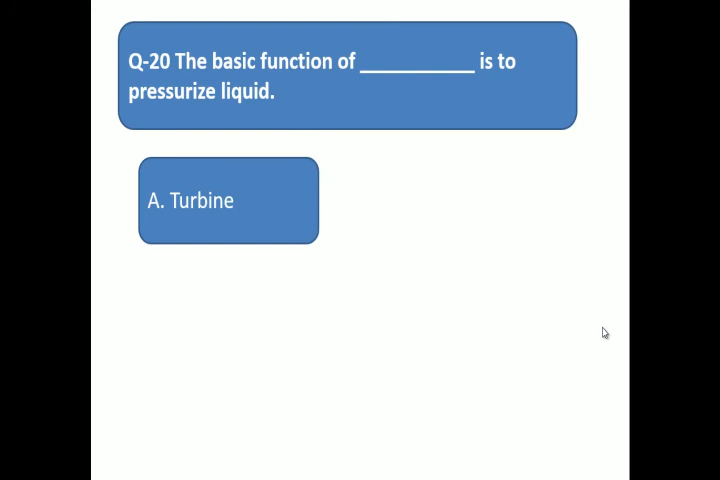 Q-20 The basic function of ___________ is to
pressurize liquid.
A. Turbine